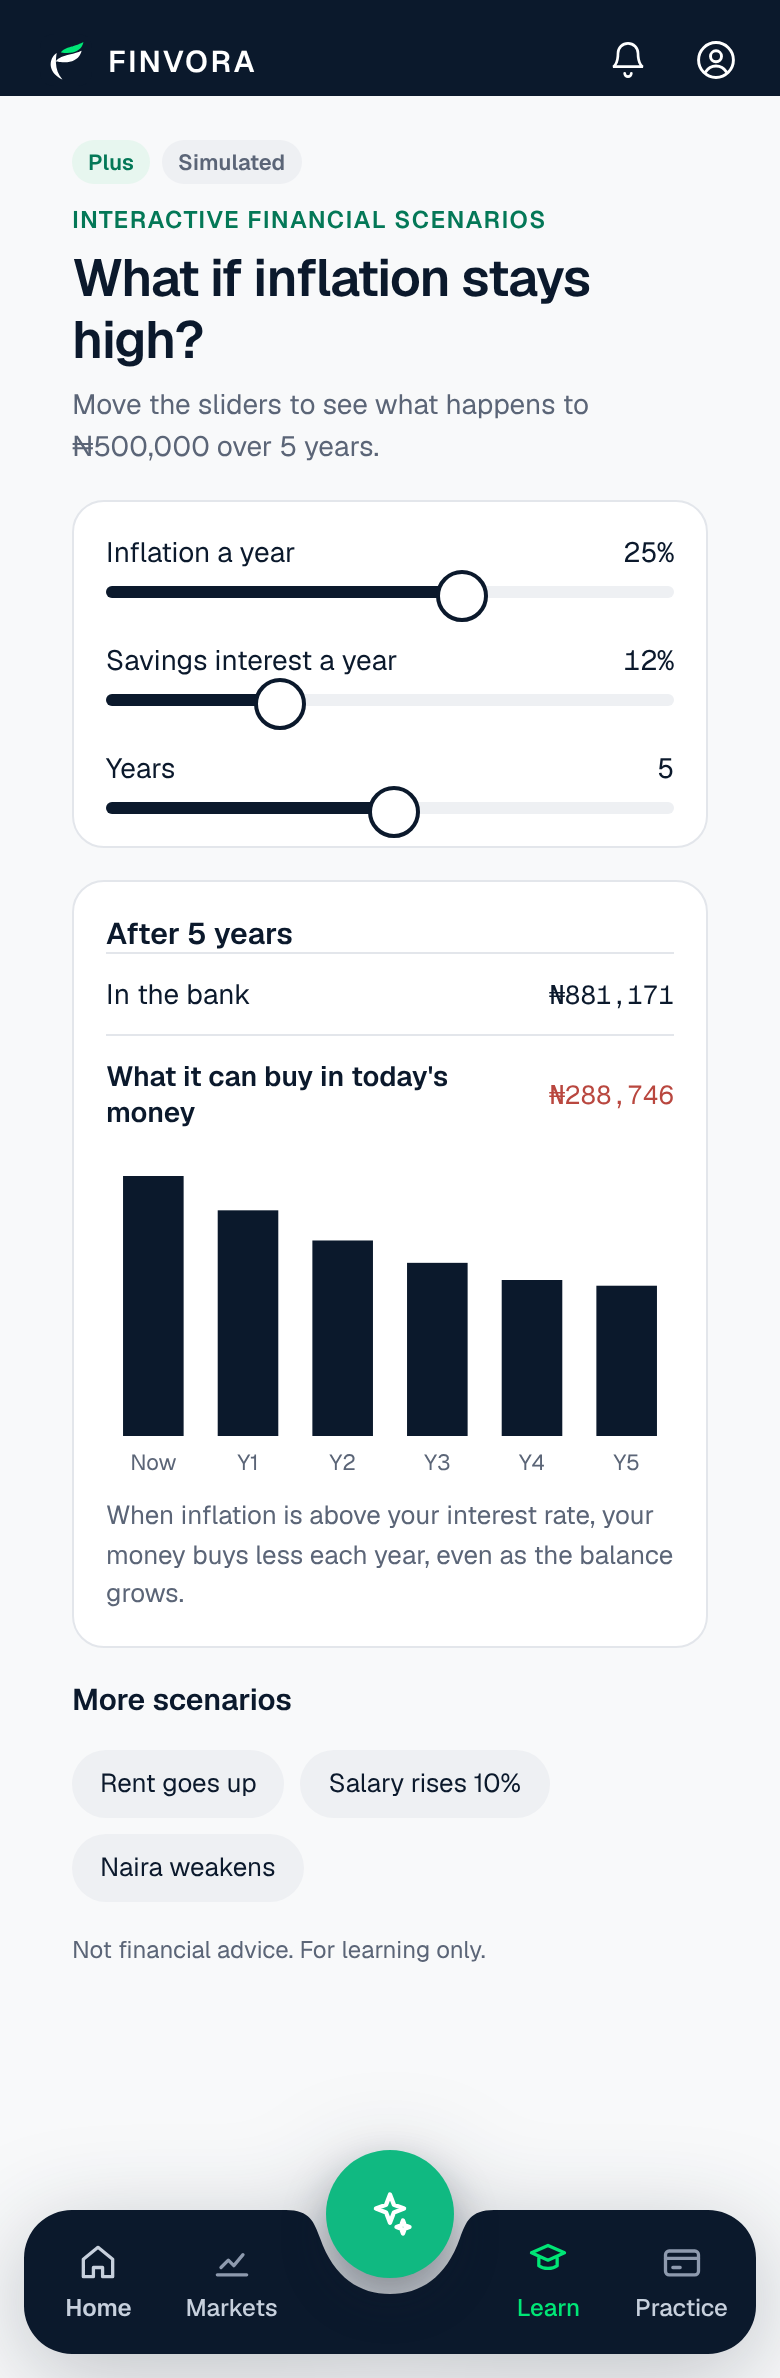 FINVORA
Plus
Simulated
INTERACTIVE FINANCIAL SCENARIOS
What if inflation stays
high?
Move the sliders to see what happens to
₦500,000 over 5 years.
Inflation a year
25%
Savings interest a year
12%
Years
5
After 5 years
In the bank
₦881,171
What it can buy in today's
money
₦288,746
Now
Y1
Y2
Y3
Y4
Y5
When inflation is above your interest rate, your
money buys less each year, even as the balance
grows.
More scenarios
Rent goes up
Salary rises 10%
Naira weakens
Not financial advice. For learning only.
Home
Markets
Learn
Practice